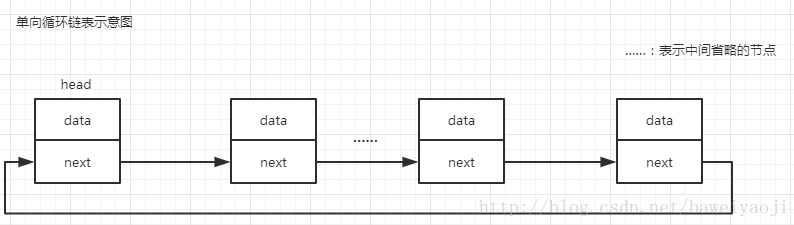 单向循环链表示意图
……：表示中间省略的节点
head
data
data
data
data
……
next
next
next
next
http://blog.csdn.net/baweiyaoji